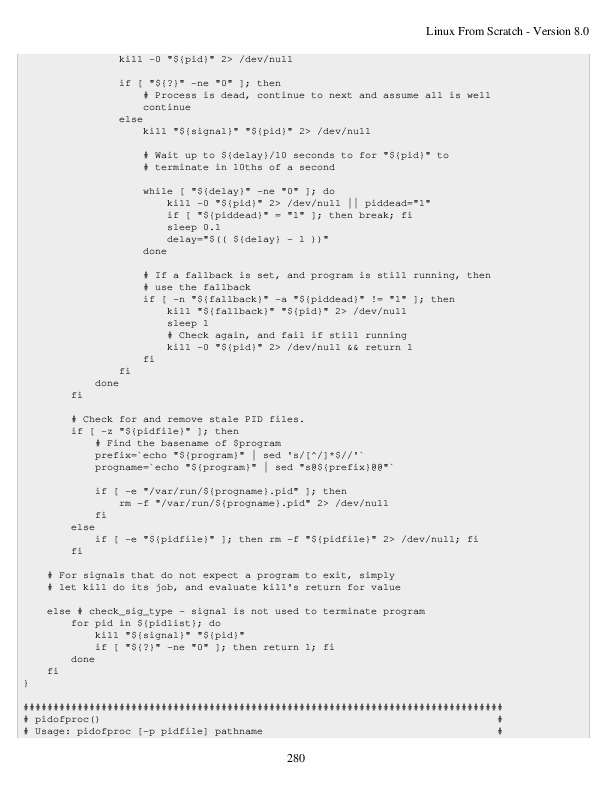 Linux From Scratch - Version 8.0
                kill -0 "${pid}" 2> /dev/null

                if [ "${?}" -ne "0" ]; then
                    # Process is dead, continue to next and assume all is well
                    continue
                else
                    kill "${signal}" "${pid}" 2> /dev/null

                    # Wait up to ${delay}/10 seconds to for "${pid}" to
                    # terminate in 10ths of a second

                    while [ "${delay}" -ne "0" ]; do
                        kill -0 "${pid}" 2> /dev/null || piddead="1"
                        if [ "${piddead}" = "1" ]; then break; fi
                        sleep 0.1
                        delay="$(( ${delay} - 1 ))"
                    done

                    # If a fallback is set, and program is still running, then
                    # use the fallback
                    if [ -n "${fallback}" -a "${piddead}" != "1" ]; then
                        kill "${fallback}" "${pid}" 2> /dev/null
                        sleep 1
                        # Check again, and fail if still running
                        kill -0 "${pid}" 2> /dev/null && return 1
                    fi
                fi
            done
        fi

        # Check for and remove stale PID files.
        if [ -z "${pidfile}" ]; then
            # Find the basename of $program
            prefix=`echo "${program}" | sed 's/[^/]*$//'`
            progname=`echo "${program}" | sed "s@${prefix}@@"`

            if [ -e "/var/run/${progname}.pid" ]; then
                rm -f "/var/run/${progname}.pid" 2> /dev/null
            fi
        else
            if [ -e "${pidfile}" ]; then rm -f "${pidfile}" 2> /dev/null; fi
        fi

    # For signals that do not expect a program to exit, simply
    # let kill do its job, and evaluate kill's return for value

    else # check_sig_type - signal is not used to terminate program
        for pid in ${pidlist}; do
            kill "${signal}" "${pid}"
            if [ "${?}" -ne "0" ]; then return 1; fi
        done
    fi
}

################################################################################
# pidofproc()                                                                  #
# Usage: pidofproc [-p pidfile] pathname                                       #
280